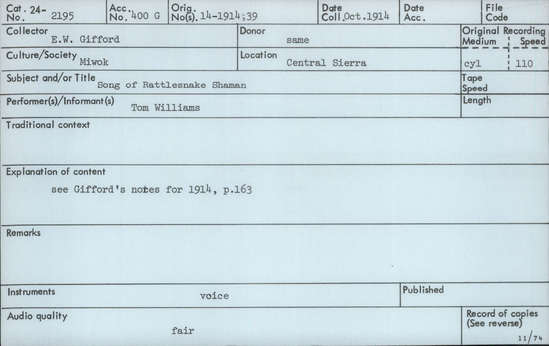 Cat. 24- Acc. Orig. Date Date File
No. 2195 No. 400 G No(s). 14-1914;39 Coll. Oct.1914 Acc. Code
Collector Donor Original Recording
E.W. Gifford same Medium Speed
Culture/Society Location
Miwok Central Sierra cyl 110
Subject and/or Title Tape
Song of Rattlesnake Shaman Speed
Performer(s)/Informant(s) Length
Tom Williams
Traditional context
Explanation of content
see Gifford's notes for 1914, p.163
Remarks
Instruments Published
voice
Audio quality Record of copies
(See reverse)
fair
11/74